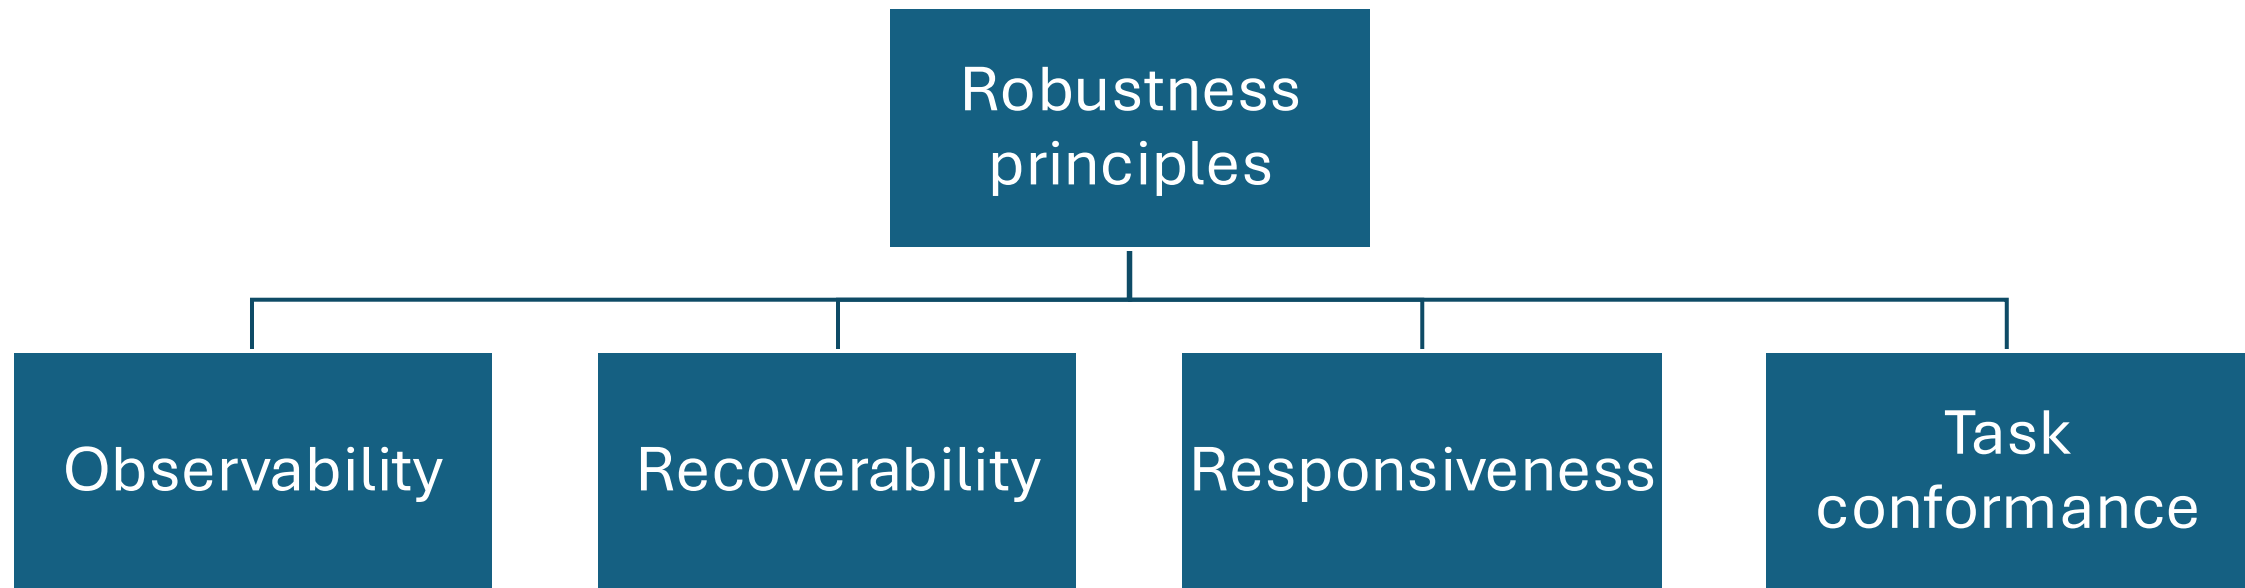 Robustness
principles
Observability
Recoverability
Responsiveness
Task
conformance